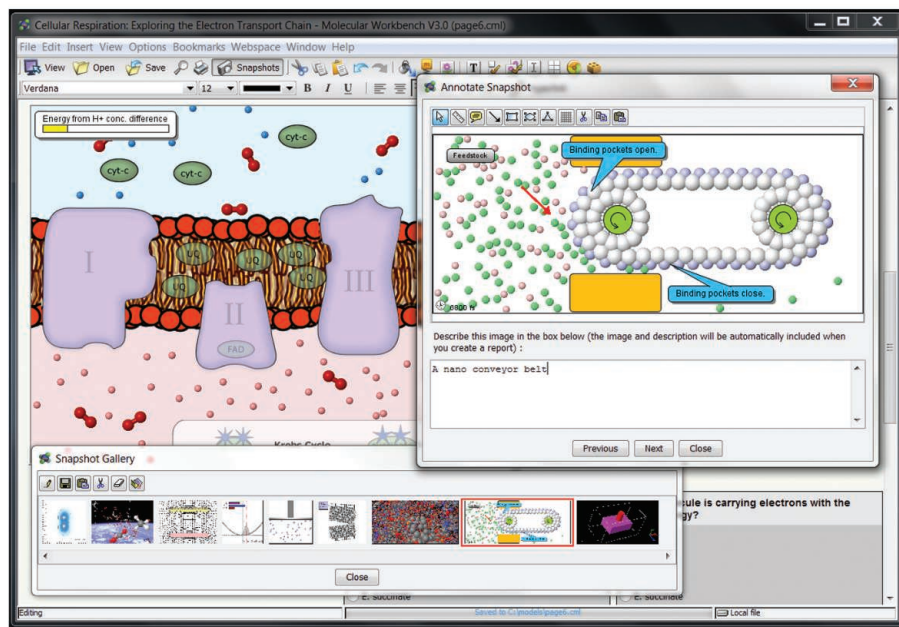 Cellular Respiration: Exploring the Electron Transport Chain - Molecular Workbench V3.0 (page6.cml)
File Edit Insert View Options Bookmarks Webspace Window Help
View Open Save Snapshots
Verdana 12 B I U
Energy from H+ conc. difference
cyt-c
cyt-c
cyt-c
I
UQ
UQ
UQ
UQ
UQ
II
III
FAD
Krebs Cycle
Annotate Snapshot
Feedstock
Binding pockets open.
Binding pockets close.
Describe this image in the box below (the image and description will be automatically included when
you create a report) :
A nano conveyor belt
Previous Next Close
Snapshot Gallery
Close
ule is carrying electrons with the
gy?
E. succinate
E. succinate
Editing
Saved to C:\models\page6.cml
Local file